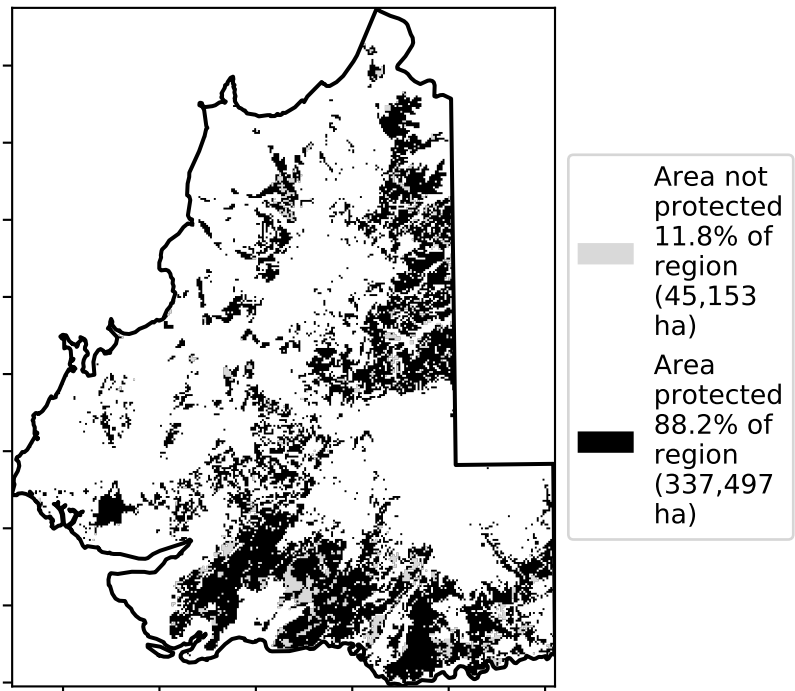 Area not
protected
11.8% of
region
(45,153
ha)
Area
protected
88.2% of
region
(337,497
ha)